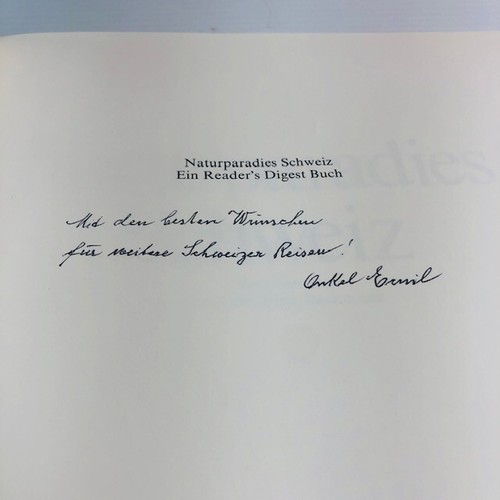 Naturparadies Schweiz
Ein Reader's Digest Buch
Mit den besten Wünschen
für weitere Schweizer Reisen!
Onkel Emil